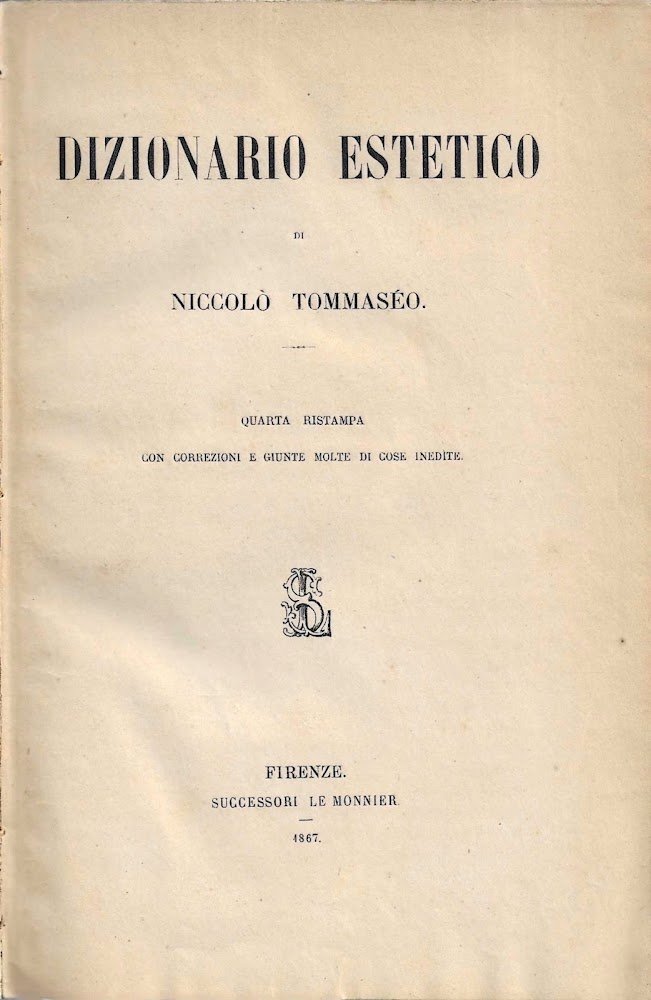 DIZIONARIO ESTETICO
DI
NICCOLÒ TOMMASÉO.
QUARTA RISTAMPA
CON CORREZIONI E GIUNTE MOLTE DI COSE INEDITE.
FIRENZE.
SUCCESSORI LE MONNIER
1867.